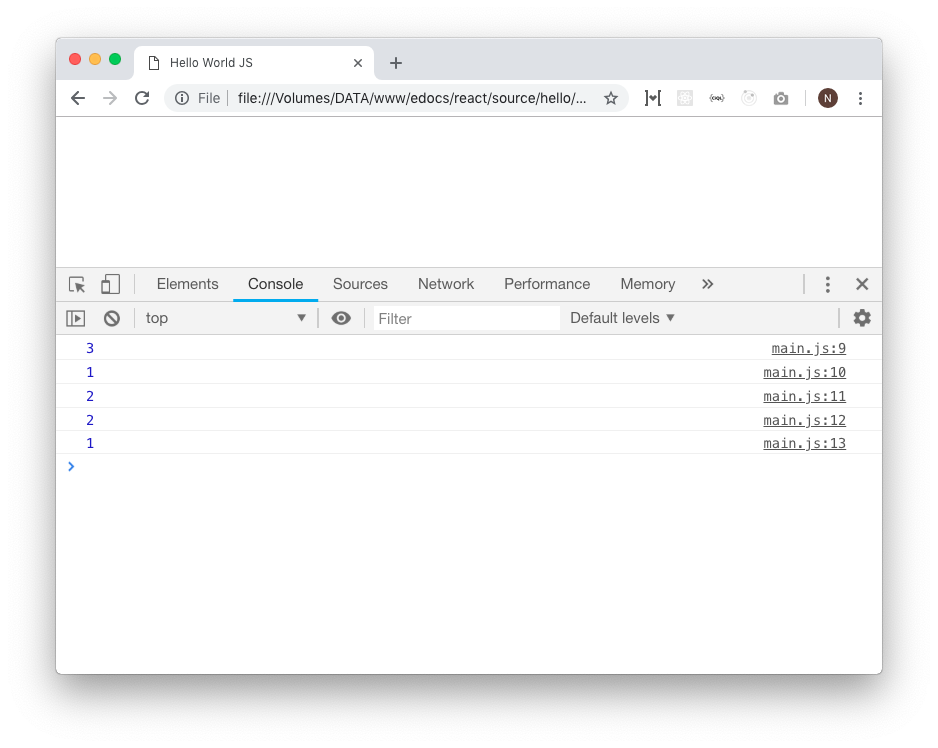 Hello World JS
File file:///Volumes/DATA/www/edocs/react/source/hello/... N
Elements Console Sources Network Performance Memory
top Filter Default levels
3 main.js:9
1 main.js:10
2 main.js:11
2 main.js:12
1 main.js:13